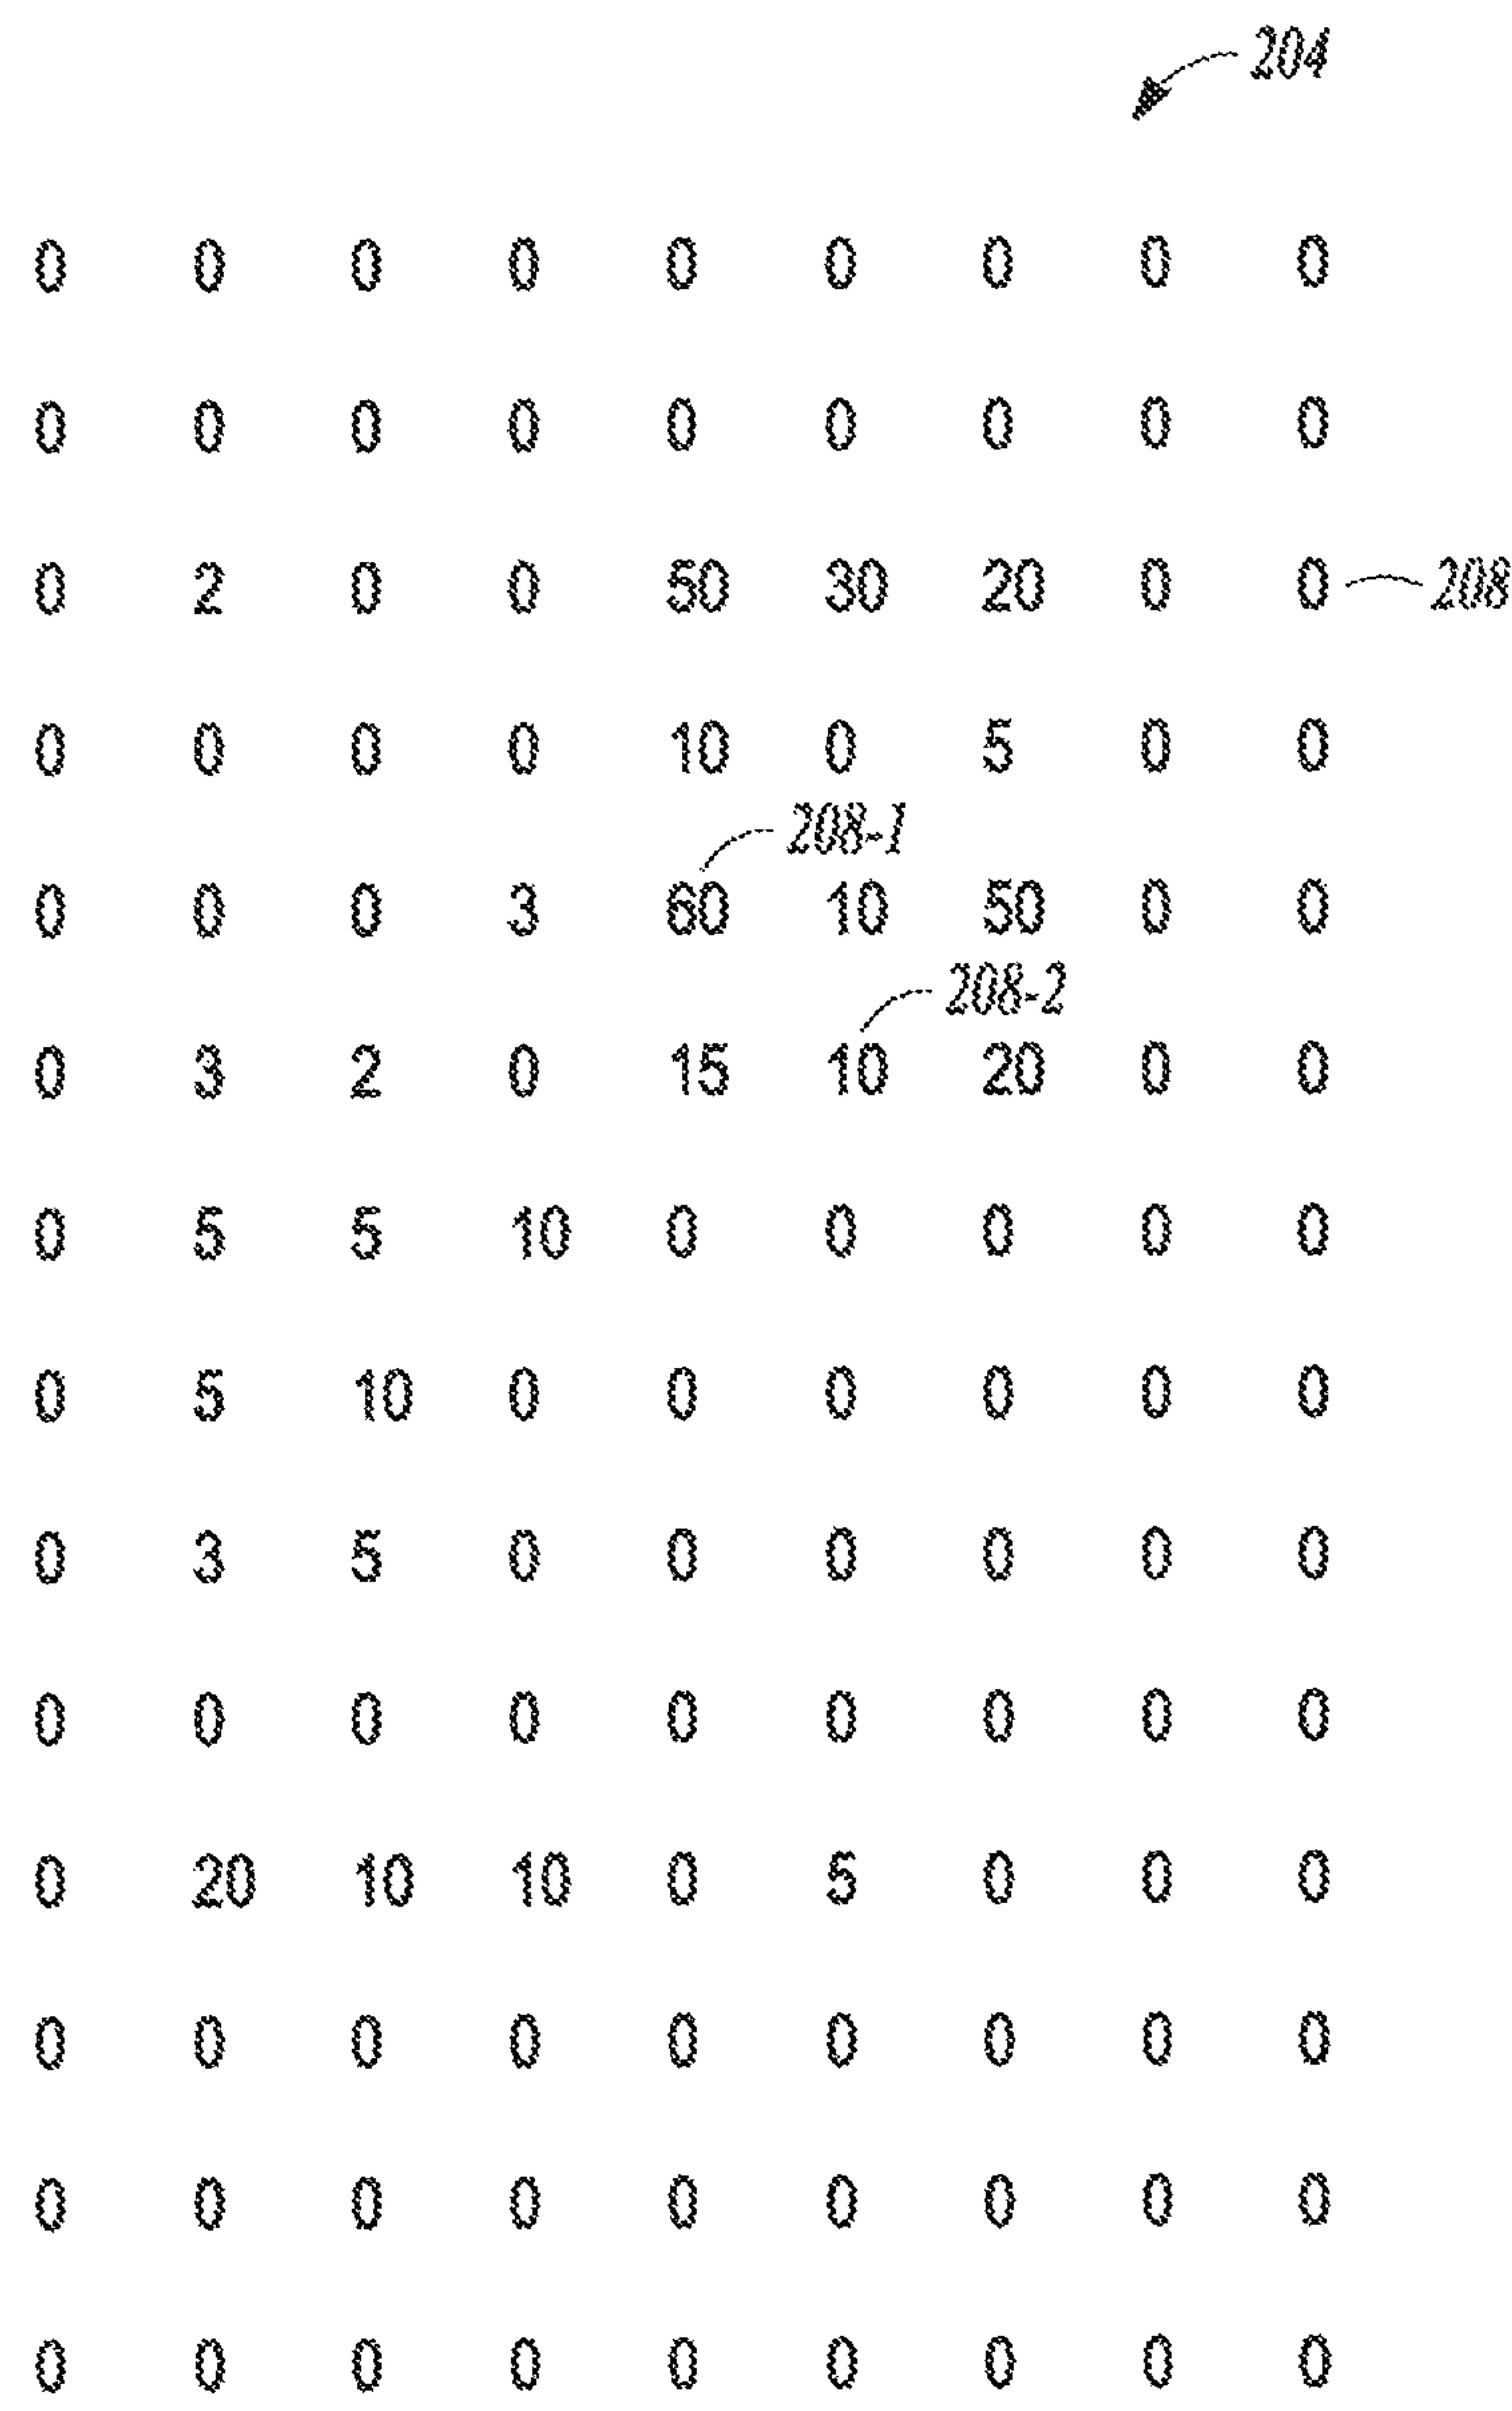 204
0 0 0 0 0 0 0 0 0
0 0 0 0 0 0 0 0 0
0 2 0 0 50 30 20 0 0 208
0 0 0 0 10 0 5 0 0
208-1
0 0 0 3 60 10 50 0 0
208-2
0 3 2 0 15 10 20 0 0
0 5 5 10 0 0 0 0 0
0 5 10 0 0 0 0 0 0
0 3 5 0 0 0 0 0 0
0 0 0 0 0 0 0 0 0
0 20 10 10 0 5 0 0 0
0 0 0 0 0 0 0 0 0
0 0 0 0 0 0 0 0 0
0 0 0 0 0 0 0 0 0